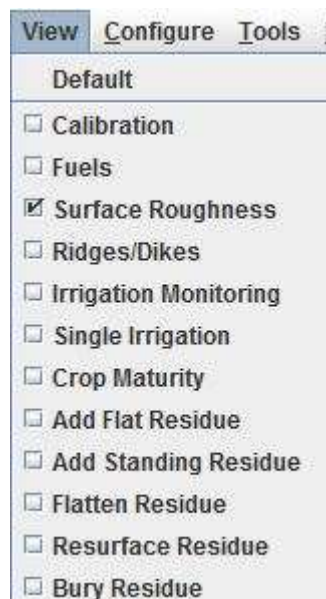 View Configure Tools
Default
Calibration
Fuels
Surface Roughness
Ridges/Dikes
Irrigation Monitoring
Single Irrigation
Crop Maturity
Add Flat Residue
Add Standing Residue
Flatten Residue
Resurface Residue
Bury Residue